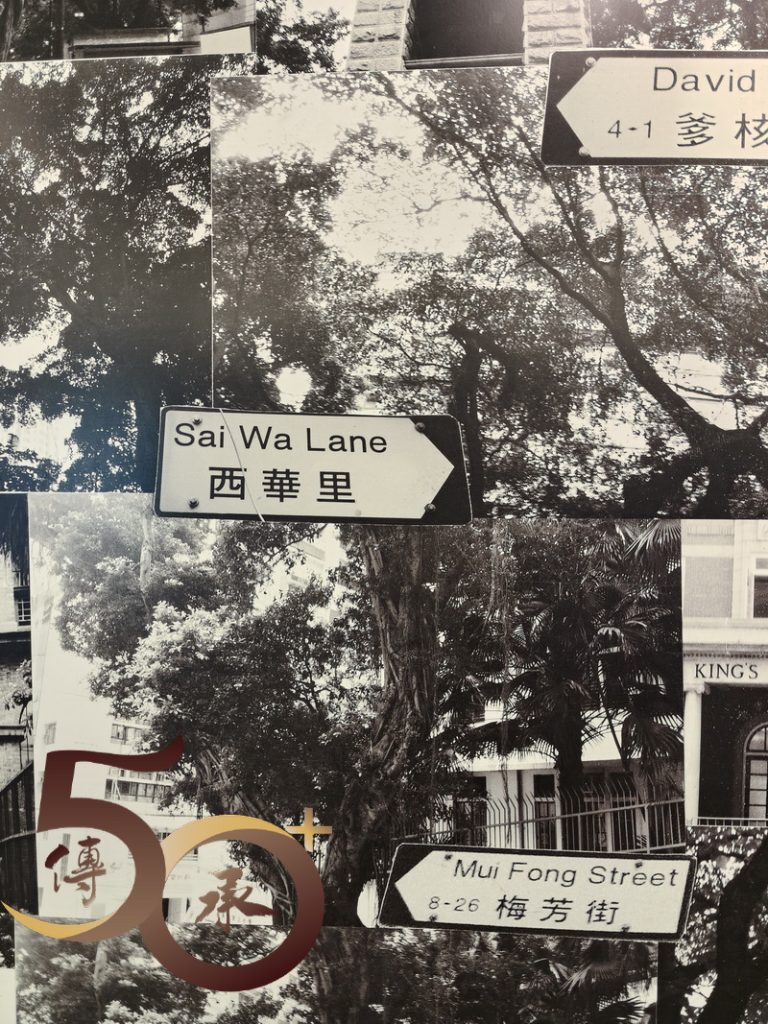 David
4-1 爹核
Sai Wa Lane
西華里
KING'S
50+
傳承
Mui Fong Street
8-26 梅芳街